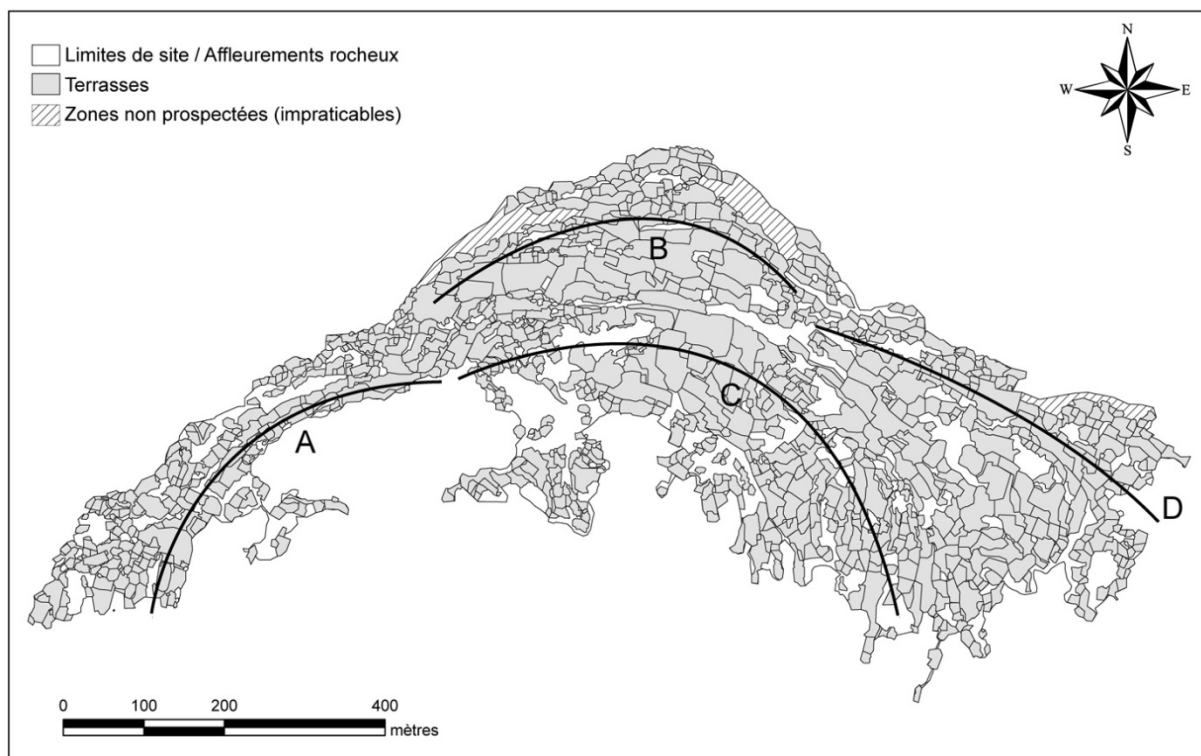 Limites de site / Affleurements rocheux
Terrasses
Zones non prospectées (impraticables)
N
W E
S
B
C
A
D
0 100 200 400
mètres